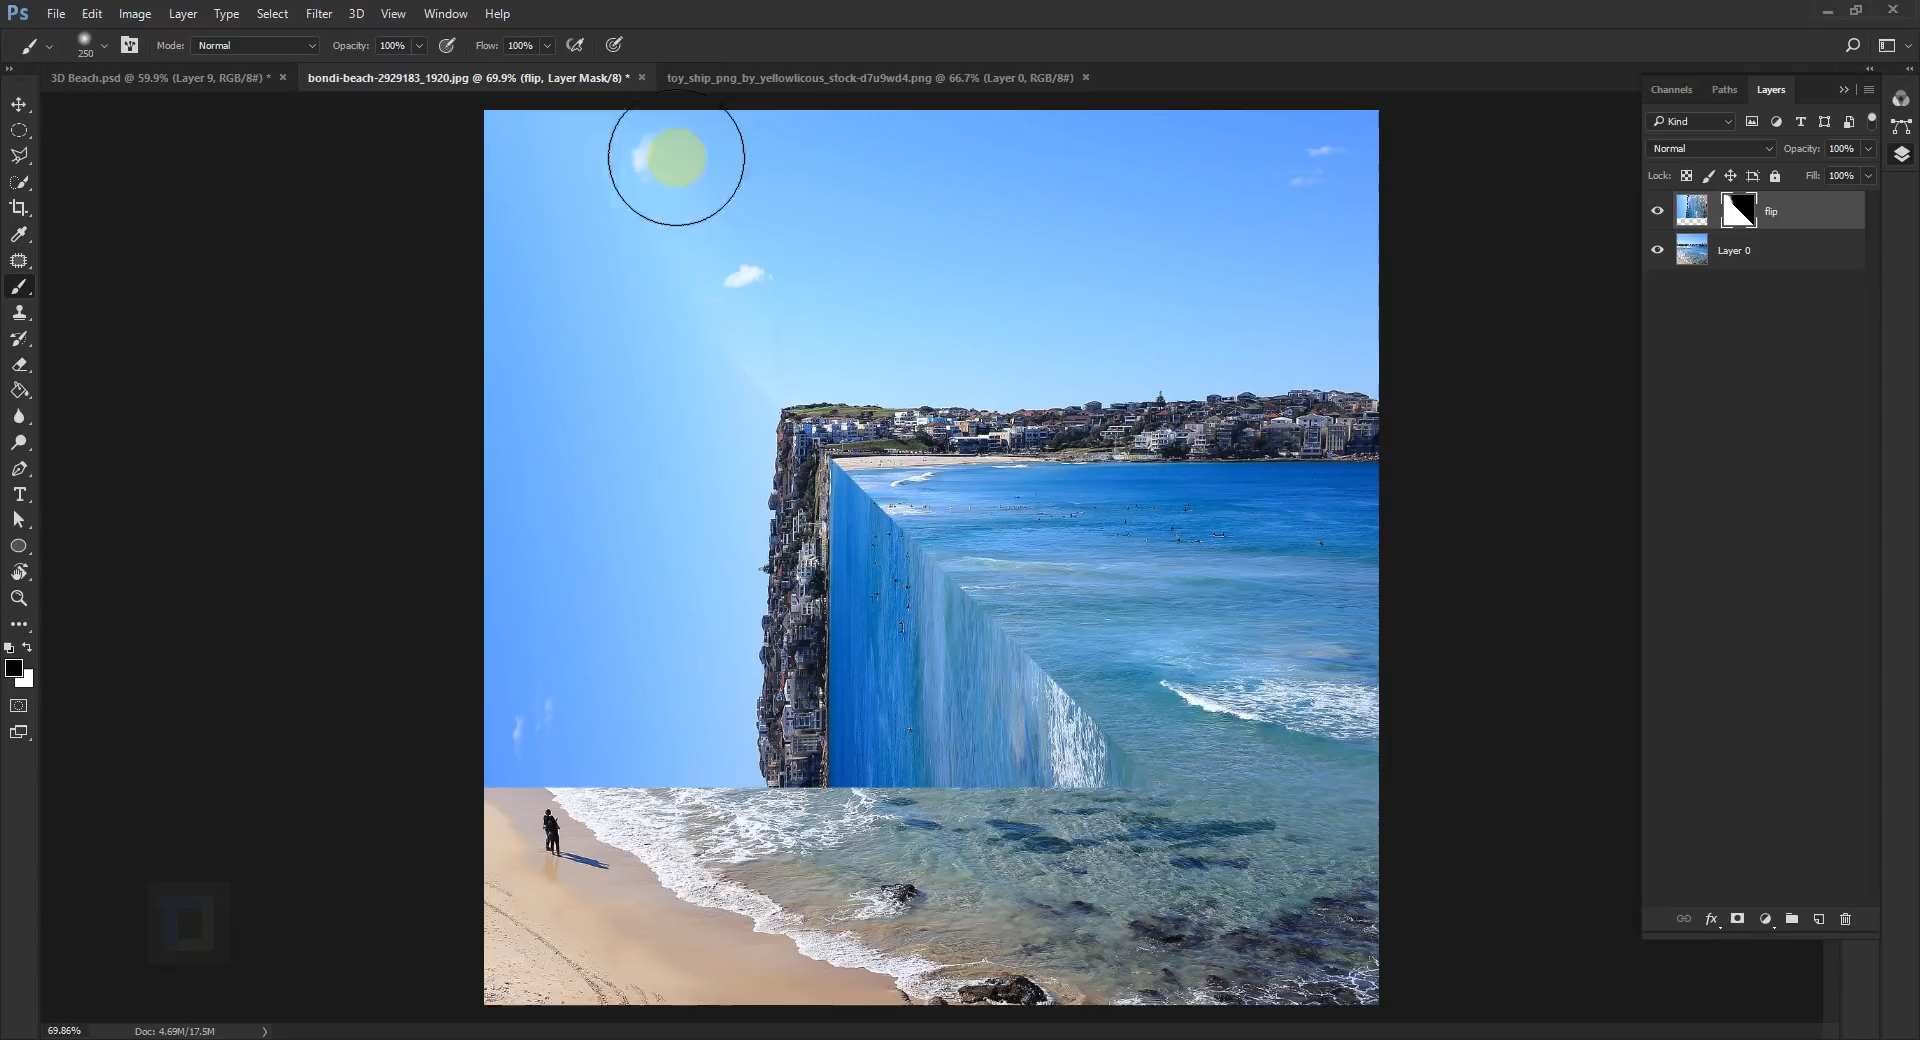 Ps File Edit Image Layer Type Select Filter 3D View Window Help
250 Mode: Normal Opacity: 100% Flow: 100%
3D Beach.psd @ 59.9% (Layer 9, RGB/8#) * × bondi-beach-2929183_1920.jpg @ 69.9% (flip, Layer Mask/8) * × toy_ship_png_by_yellowlicous_stock-d7u9wd4.png @ 66.7% (Layer 0, RGB/8#) ×
Channels Paths Layers
Kind
Normal Opacity: 100%
Lock: Fill: 100%
flip
Layer 0
fx
69.86% Doc: 4.69M/17.5M